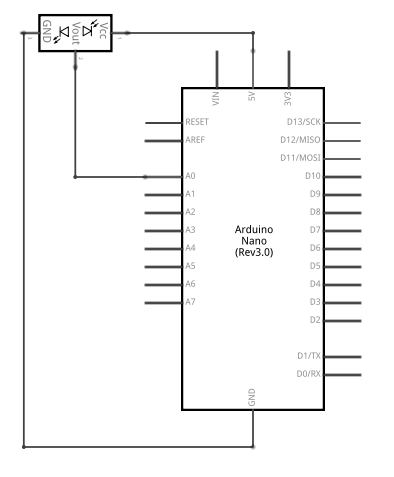 GND
Vout
Vcc
3
2
1
VIN
5V
3V3
RESET
AREF
A0
A1
A2
A3
A4
A5
A6
A7
D13/SCK
D12/MISO
D11/MOSI
D10
D9
D8
D7
D6
D5
D4
D3
D2
D1/TX
D0/RX
Arduino
Nano
(Rev3.0)
GND